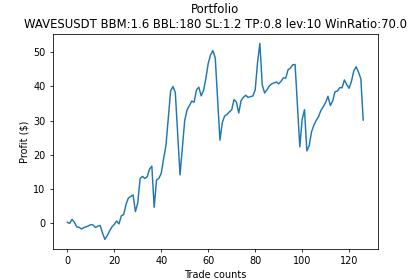 Portfolio
WAVESUSDT BBM:1.6 BBL:180 SL:1.2 TP:0.8 lev:10 WinRatio:70.0
Profit ($)
50
40
30
20
10
0
0 20 40 60 80 100 120
Trade counts